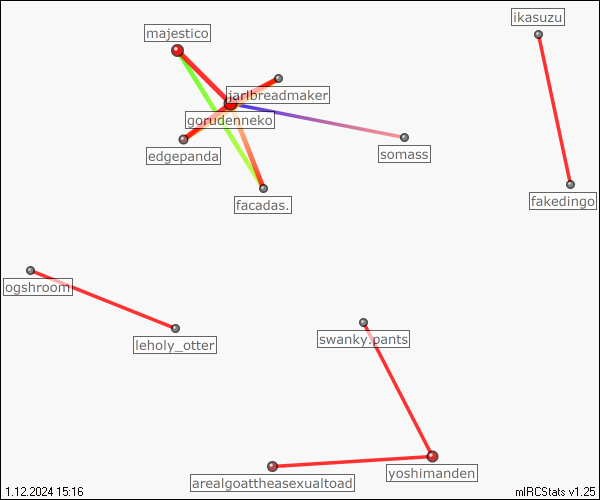 ikasuzu
majestico
ianbreadmaker
gorudenneko
edgepanda
somass
facadas.
fakedingo
ogshroom
leholy_otter
swanky.pants
yoshimanden
arealgoattheasexualtoad
1.12.2024 15:16
mIRCStats v1.25